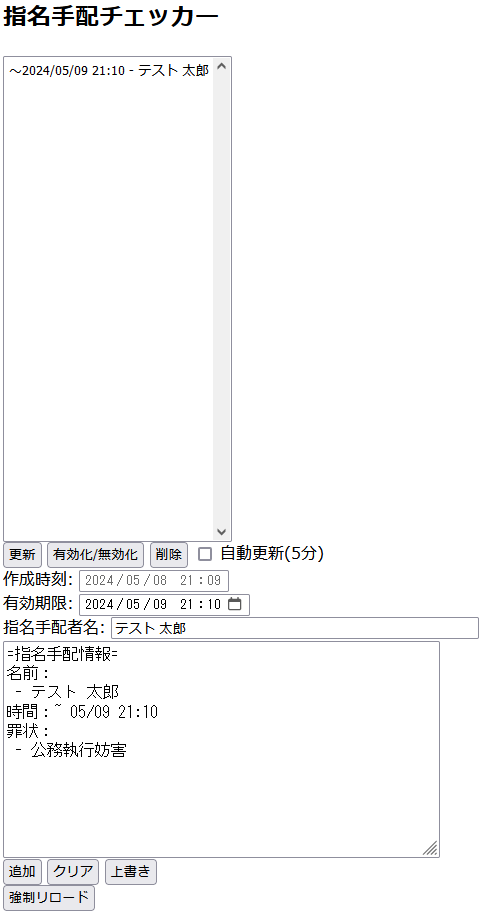 指名手配チェッカー
～2024/05/09 21:10 - テスト 太郎
更新 有効化/無効化 削除 自動更新(5分)
作成時刻: 2024/05/08 21:09
有効期限: 2024/05/09 21:10
指名手配者名: テスト 太郎
=指名手配情報=
名前：
- テスト 太郎
時間：~ 05/09 21:10
罪状：
- 公務執行妨害
追加 クリア 上書き
強制リロード